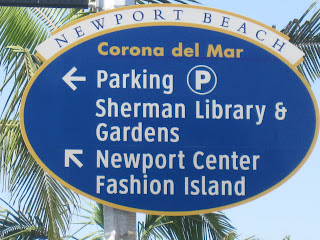 NEWPORT BEACH
Corona del Mar
← Parking P
Sherman Library &
Gardens
↖ Newport Center
Fashion Island